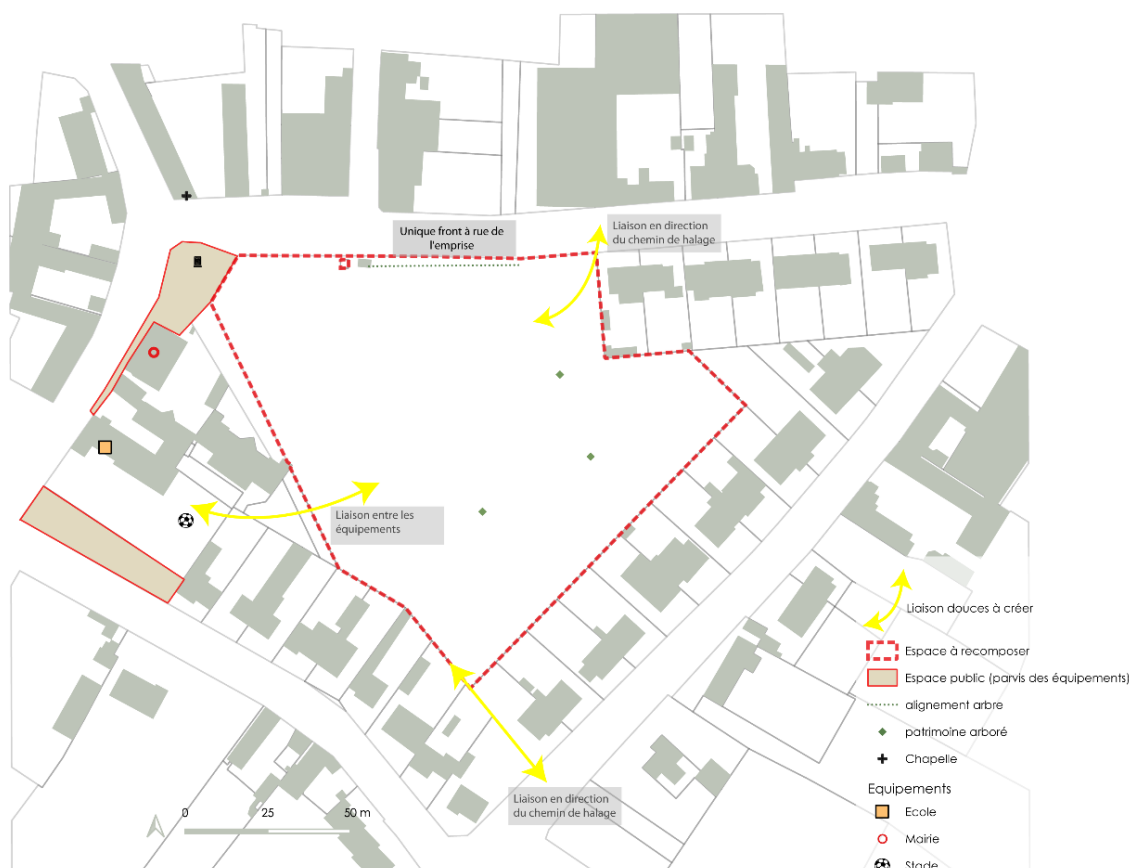 Unique front à rue de
l'emprise
Liaison en direction
du chemin de halage
Liaison entre les
équipements
Liaison en direction
du chemin de halage
0 25 50 m
Liaison douces à créer
Espace à recomposer
Espace public (parvis des équipements)
alignement arbre
patrimoine arboré
Chapelle
Equipements
Ecole
Mairie
Stade